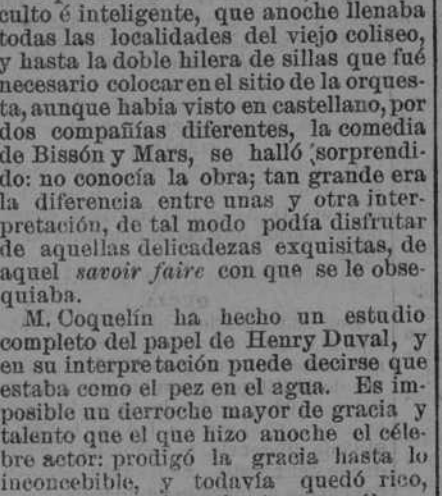 culto é inteligente, que anoche llenaba
todas las localidades del viejo coliseo,
y hasta la doble hilera de sillas que fué
necesario colocar en el sitio de la orques-
ta, aunque habia visto en castellano, por
dos compañías diferentes, la comedia
de Bissón y Mars, se halló sorprendi-
do: no conocía la obra; tan grande era
la diferencia entre unas y otra inter-
pretación, de tal modo podía disfrutar
de aquellas delicadezas exquisitas, de
aquel savoir faire con que se le obse-
quiaba.
M. Coquelín ha hecho un estudio
completo del papel de Henry Duval, y
en su interpretación puede decirse que
estaba como el pez en el agua. Es im-
posible un derroche mayor de gracia y
talento que el que hizo anoche el céle-
bre actor: prodigó la gracia hasta lo
inconcebible, y todavía quedó rico,